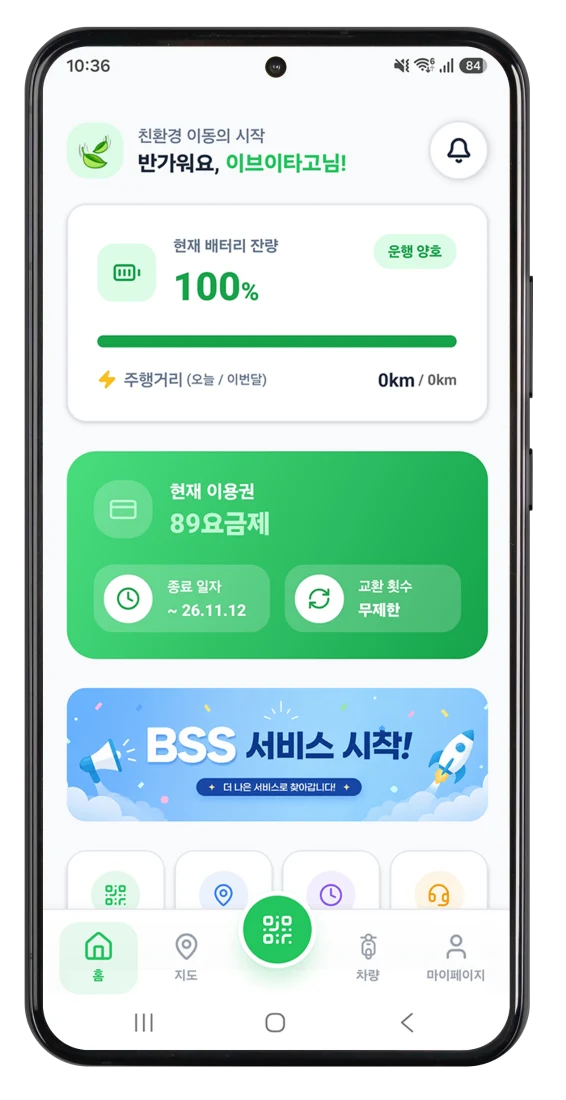 10:36
84
친환경 이동의 시작
반가워요, 이브이타고님!
현재 배터리 잔량
운행 양호
100%
주행거리 (오늘 / 이번달)
0km / 0km
현재 이용권
89요금제
종료 일자
~ 26.11.12
교환 횟수
무제한
BSS 서비스 시작!
더 나은 서비스로 찾아갑니다!
홈
지도
차량
마이페이지